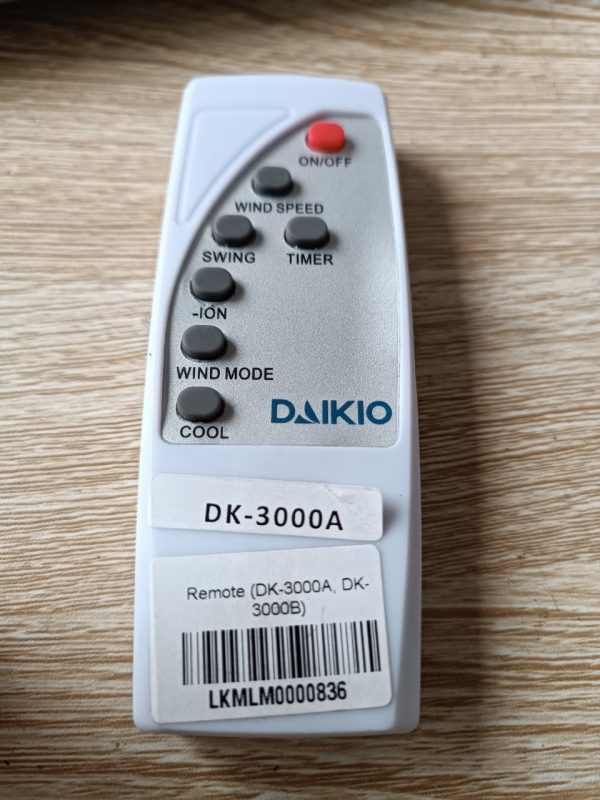 ON/OFF
WIND SPEED
SWING TIMER
-ION
WIND MODE
COOL
DAIKIO
DK-3000A
Remote (DK-3000A, DK-
3000B)
LKMLM0000836